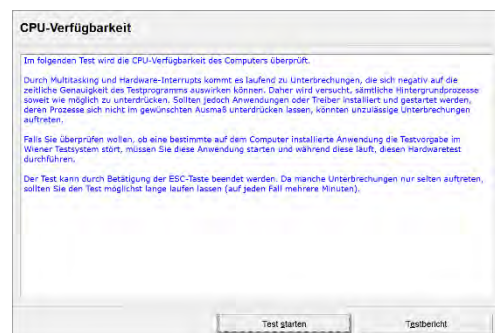 CPU-Verfügbarkeit
Im folgenden Test wird die CPU-Verfügbarkeit des Computers überprüft.
Durch Multitasking und Hardware-Interrupts kommt es laufend zu Unterbrechungen, die sich negativ auf die
zeitliche Genauigkeit des Testprogramms auswirken können. Daher wird versucht, sämtliche Hintergrundprozesse
soweit wie möglich zu unterdrücken. Sollten jedoch Anwendungen oder Treiber installiert und gestartet werden,
deren Prozesse sich nicht im gewünschten Ausmaß unterdrücken lassen, könnten unzulässige Unterbrechungen
auftreten.
Falls Sie überprüfen wollen, ob eine bestimmte auf dem Computer installierte Anwendung die Testvorgabe im
Wiener Testsystem stört, müssen Sie diese Anwendung starten und während diese läuft, diesen Hardwaretest
durchführen.
Der Test kann durch Betätigung der ESC-Taste beendet werden. Da manche Unterbrechungen nur selten auftreten,
sollten Sie den Test möglichst lange laufen lassen (auf jeden Fall mehrere Minuten).
Test starten
Testbericht